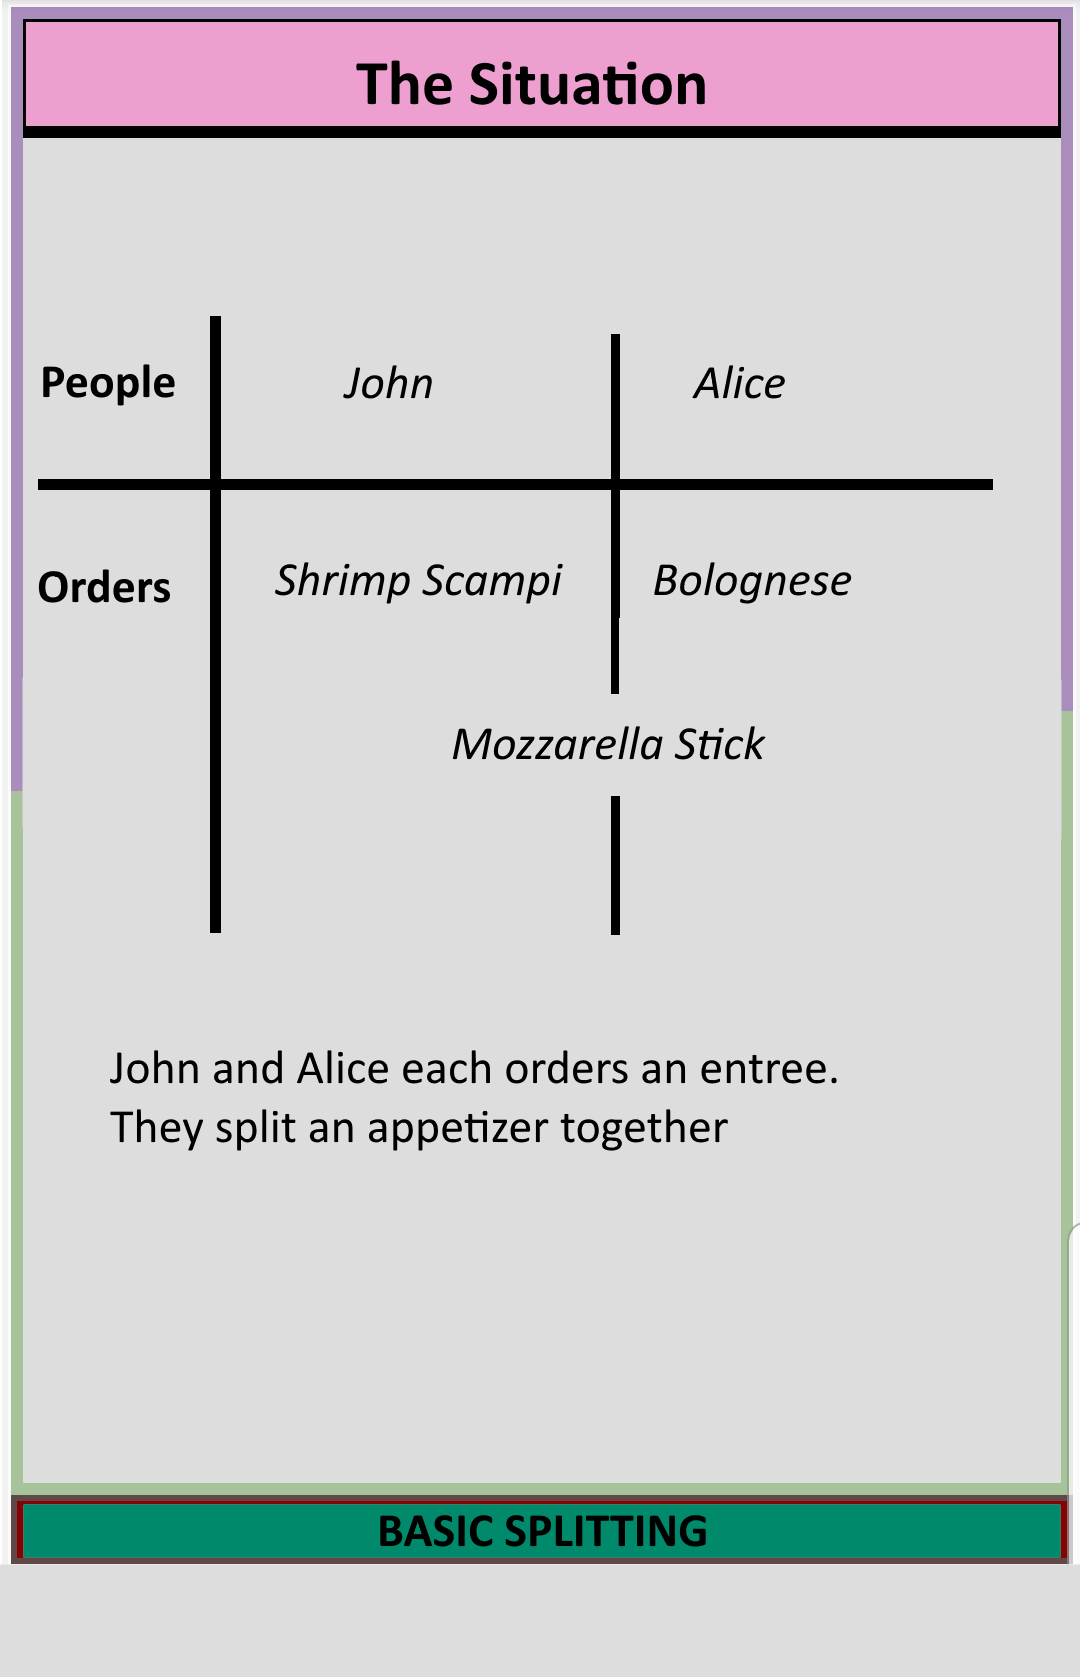 The Situation
People John Alice
Orders Shrimp Scampi Bolognese
Mozzarella Stick
John and Alice each orders an entree.
They split an appetizer together
BASIC SPLITTING